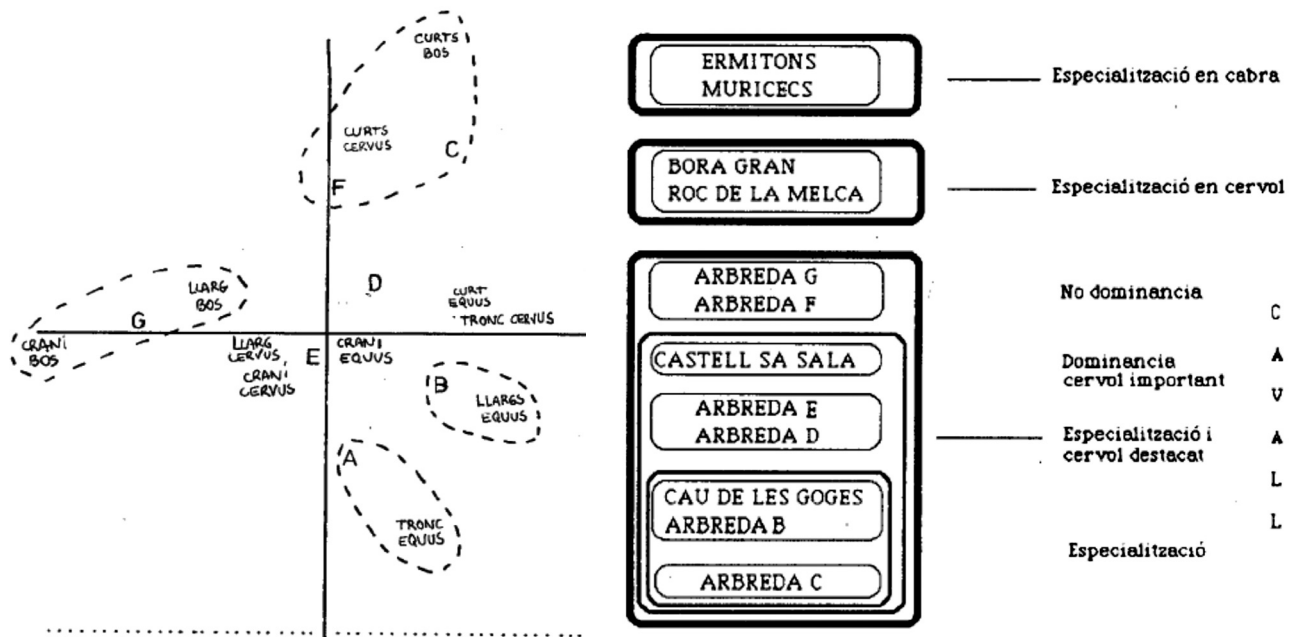 CURTS
BOS
CURTS
CERVUS
C
F
LLARG
BOS
G
CRANI
BOS
D
CURT
EQUUS
TRONC CERVUS
LLARG
CERVUS,
CRANI
CERVUS
E
CRANI
EQUUS
B
LLARGS
EQUUS
A
TRONC
EQUUS
ERMITONS
MURICECS
Especialització en cabra
BORA GRAN
ROC DE LA MELCA
Especialització en cervol
ARBREDA G
ARBREDA F
No dominancia
CASTELL SA SALA
Dominancia
cervol important
ARBREDA E
ARBREDA D
Especialització i
cervol destacat
CAU DE LES GOGES
ARBREDA B
Especialització
ARBREDA C
C
A
V
A
L
L